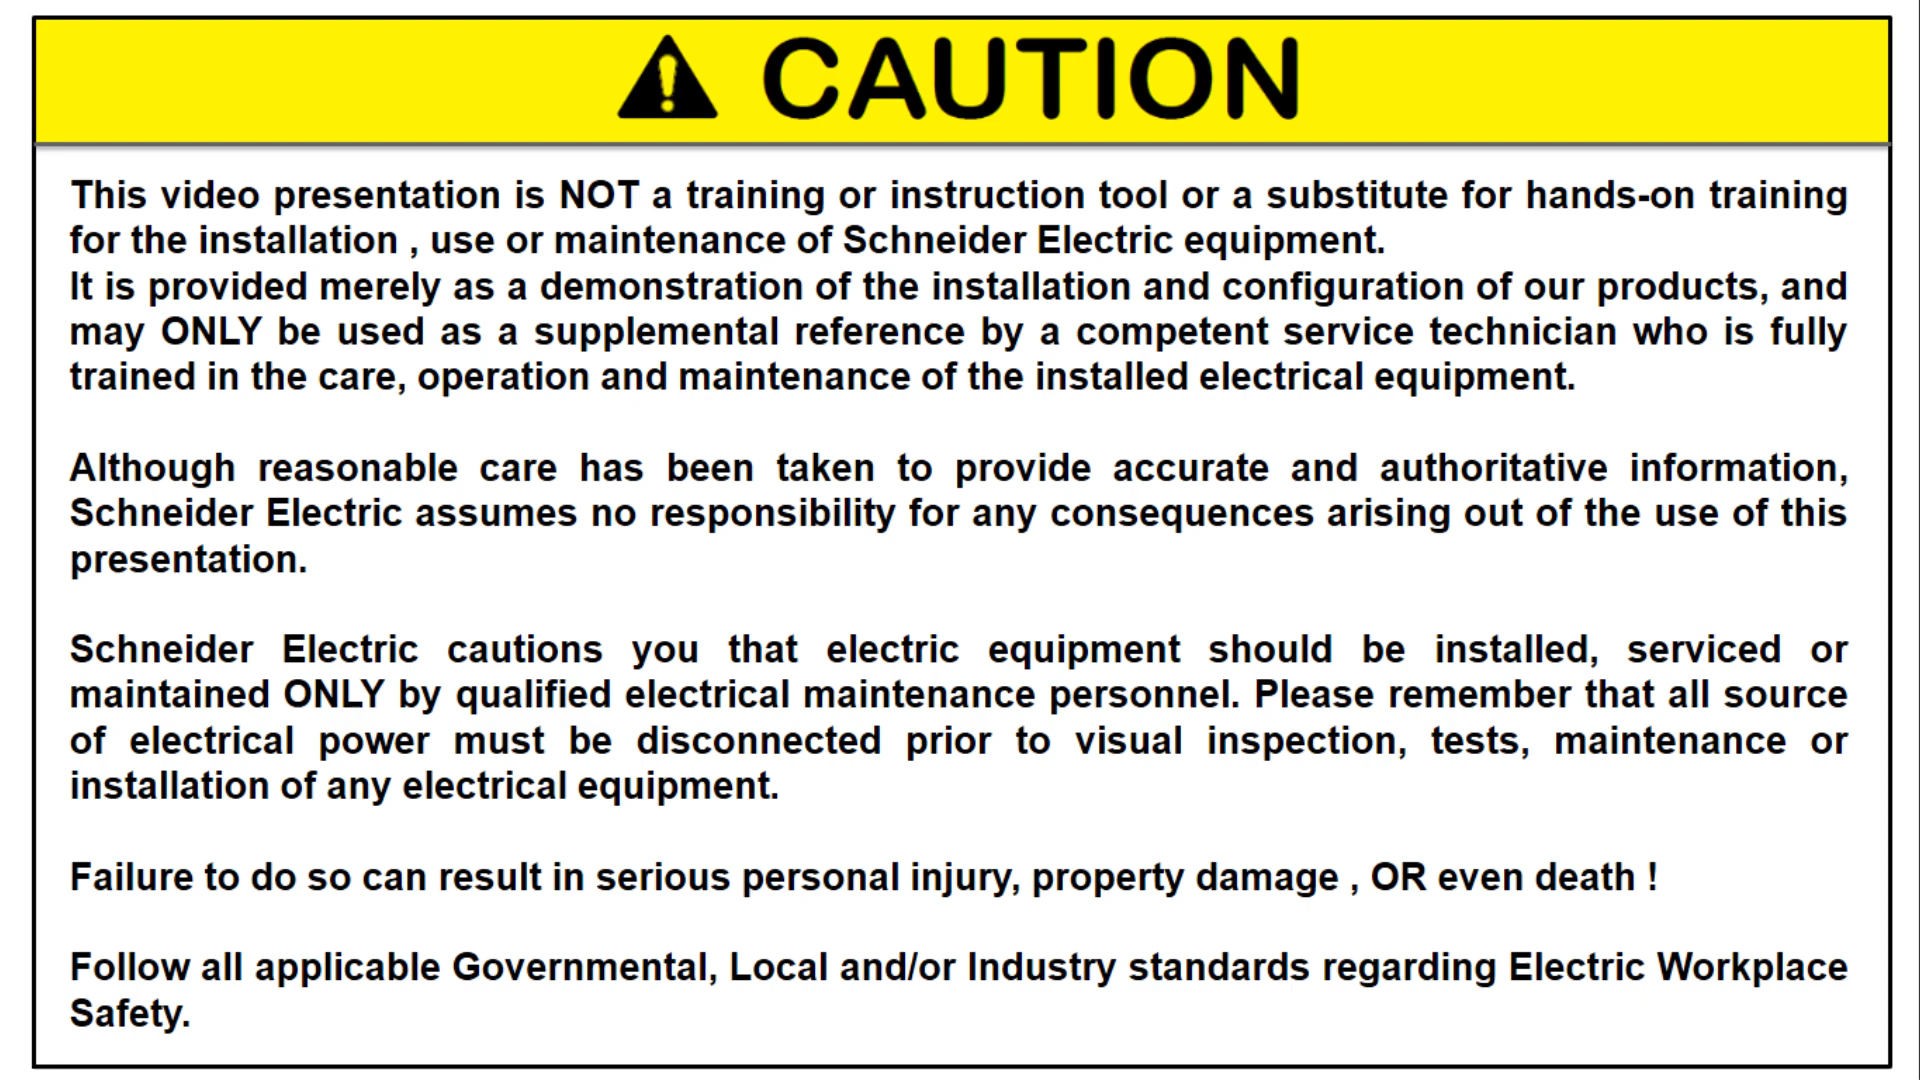 CAUTION
This video presentation is NOT a training or instruction tool or a substitute for hands-on training
for the installation , use or maintenance of Schneider Electric equipment.
It is provided merely as a demonstration of the installation and configuration of our products, and
may ONLY be used as a supplemental reference by a competent service technician who is fully
trained in the care, operation and maintenance of the installed electrical equipment.
Although reasonable care has been taken to provide accurate and authoritative information,
Schneider Electric assumes no responsibility for any consequences arising out of the use of this
presentation.
Schneider Electric cautions you that electric equipment should be installed, serviced or
maintained ONLY by qualified electrical maintenance personnel. Please remember that all source
of electrical power must be disconnected prior to visual inspection, tests, maintenance or
installation of any electrical equipment.
Failure to do so can result in serious personal injury, property damage , OR even death !
Follow all applicable Governmental, Local and/or Industry standards regarding Electric Workplace
Safety.